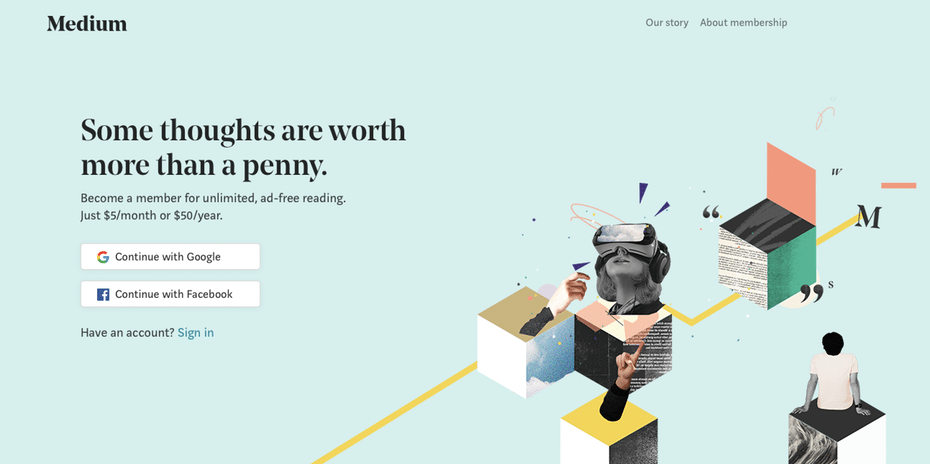 Medium
Our story About membership
Some thoughts are worth
more than a penny.
Become a member for unlimited, ad-free reading.
Just $5/month or $50/year.
Continue with Google
Continue with Facebook
Have an account? Sign in
“
w
M
” s